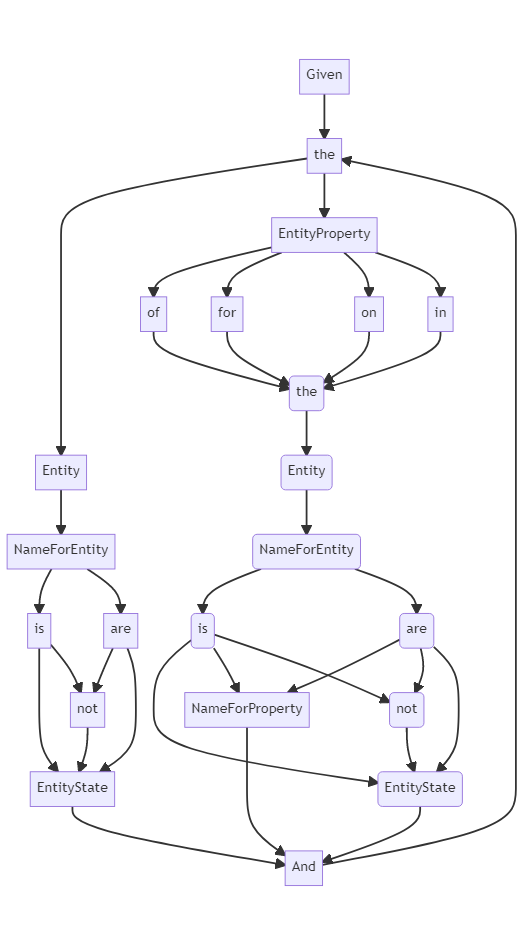 Given
the
EntityProperty
of for on in
the
Entity Entity
NameForEntity NameForEntity
is are is are
not NameForProperty not
EntityState EntityState
And